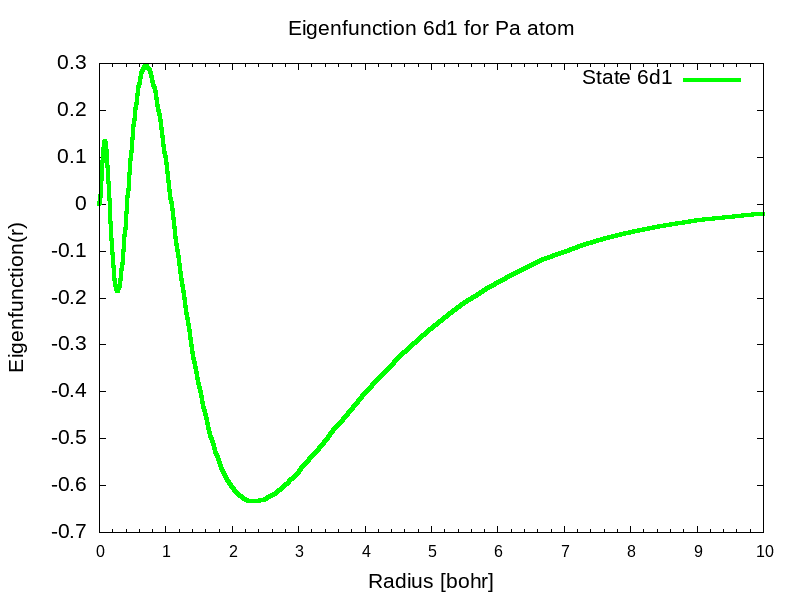 Eigenfunction 6d1 for Pa atom
State 6d1
0.3
0.2
0.1
0
-0.1
-0.2
-0.3
-0.4
-0.5
-0.6
-0.7
Eigenfunction(r)
0 1 2 3 4 5 6 7 8 9 10
Radius [bohr]